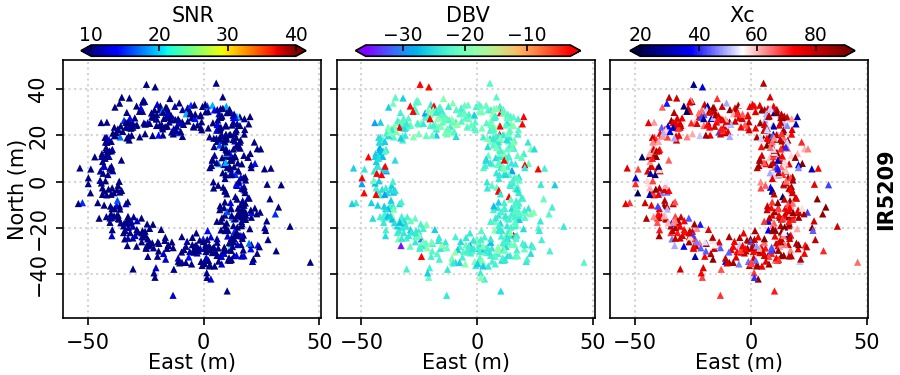 SNR DBV Xc
10 20 30 40 −30 −20 −10 20 40 60 80
North (m)
40
20
0
−20
−40
IR5209
−50 0 50 −50 0 50 −50 0 50
East (m) East (m) East (m)